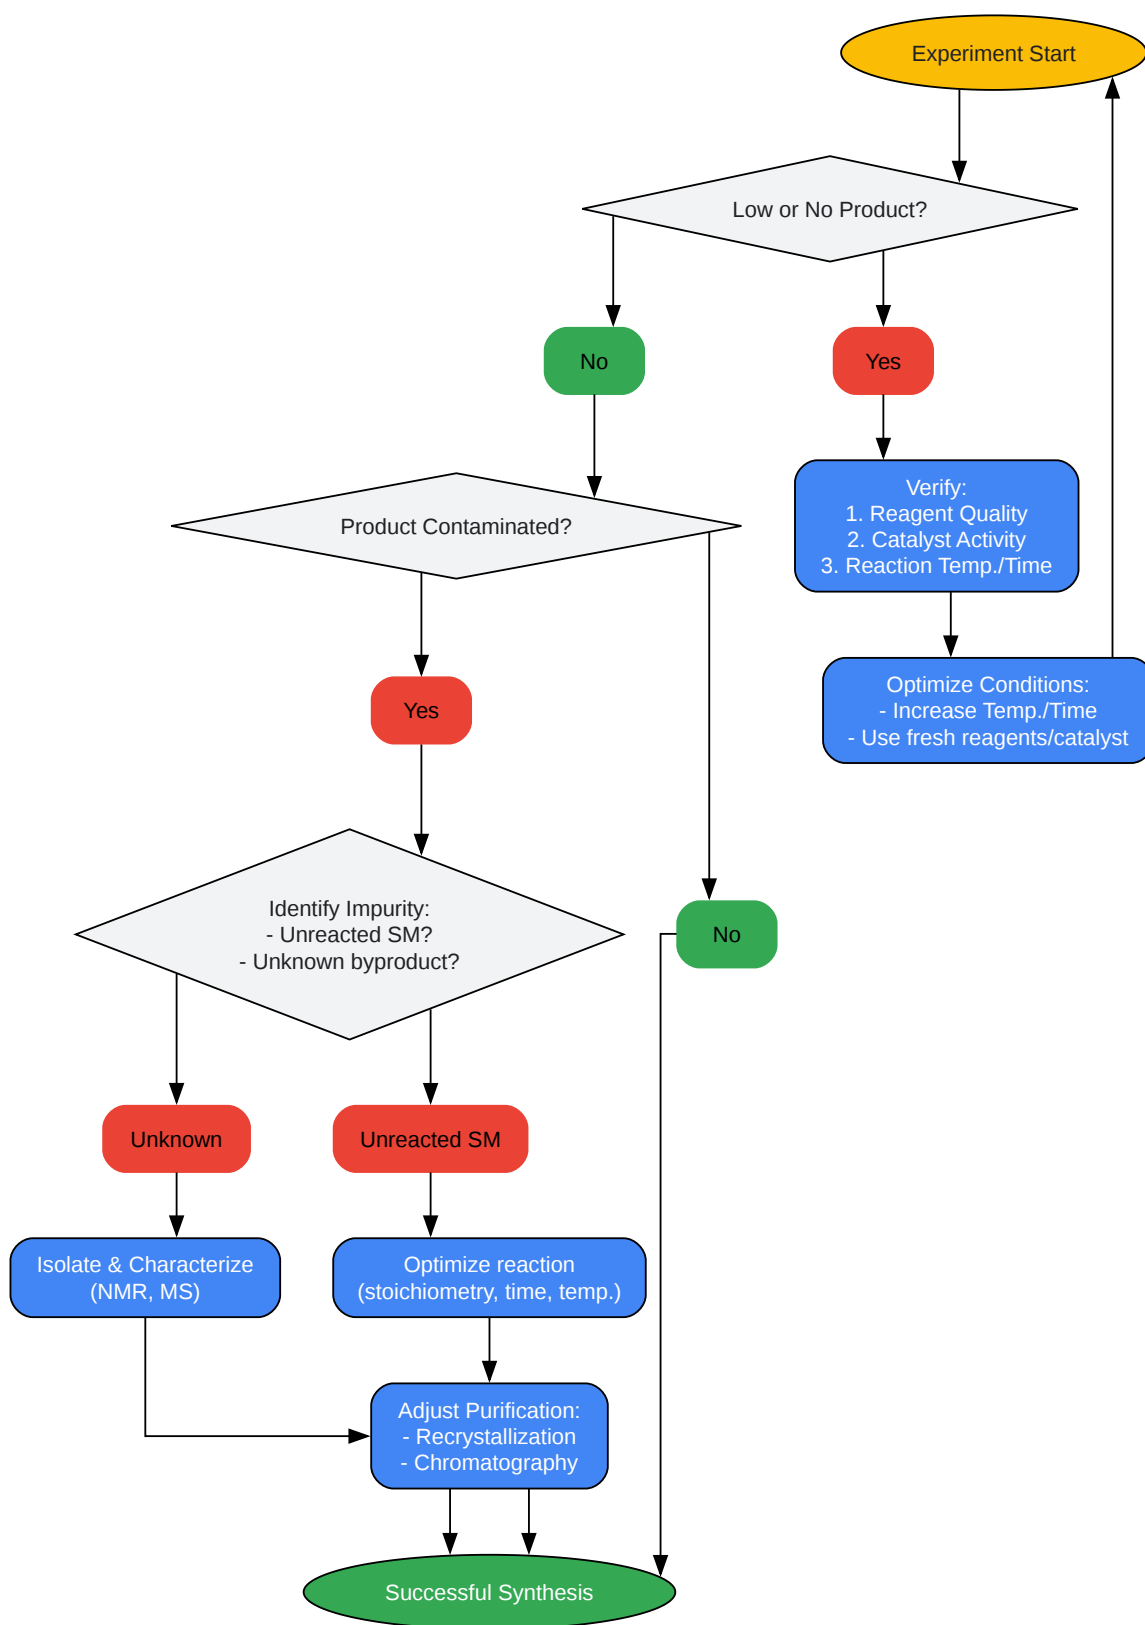 Experiment Start
Low or No Product?
No
Yes
Verify:
1. Reagent Quality
2. Catalyst Activity
3. Reaction Temp./Time
Product Contaminated?
Optimize Conditions:
- Increase Temp./Time
- Use fresh reagents/catalyst
Yes
Identify Impurity:
- Unreacted SM?
- Unknown byproduct?
No
Unknown
Unreacted SM
Isolate & Characterize
(NMR, MS)
Optimize reaction
(stoichiometry, time, temp.)
Adjust Purification:
- Recrystallization
- Chromatography
Successful Synthesis